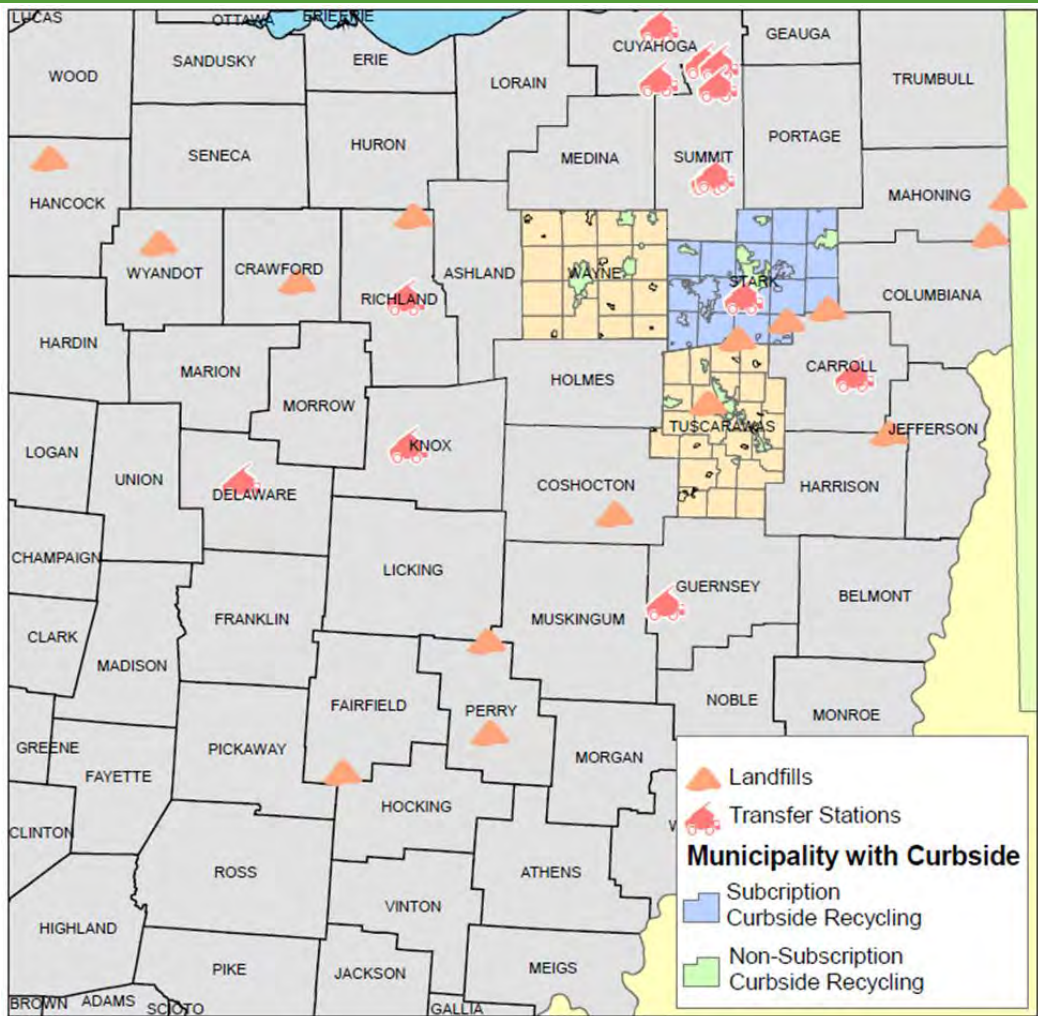 LUCAS
OTTAWA
ERIE
ERIE
CUYAHOGA
GEAUGA
WOOD
SANDUSKY
ERIE
LORAIN
TRUMBULL
PORTAGE
SENECA
HURON
MEDINA
SUMMIT
MAHONING
HANCOCK
WYANDOT
CRAWFORD
RICHLAND
ASHLAND
WAYNE
STARK
COLUMBIANA
HARDIN
MARION
HOLMES
CARROLL
MORROW
TUSCARAWAS
JEFFERSON
LOGAN
UNION
KNOX
DELAWARE
COSHOCTON
HARRISON
CHAMPAIGN
LICKING
GUERNSEY
BELMONT
FRANKLIN
MUSKINGUM
CLARK
MADISON
NOBLE
MONROE
FAIRFIELD
PERRY
GREENE
PICKAWAY
MORGAN
FAYETTE
HOCKING
CLINTON
ROSS
ATHENS
VINTON
HIGHLAND
PIKE
JACKSON
MEIGS
BROWN
ADAMS
SCIOTO
GALLIA
W
Landfills
Transfer Stations
Municipality with Curbside
Subcription
Curbside Recycling
Non-Subscription
Curbside Recycling